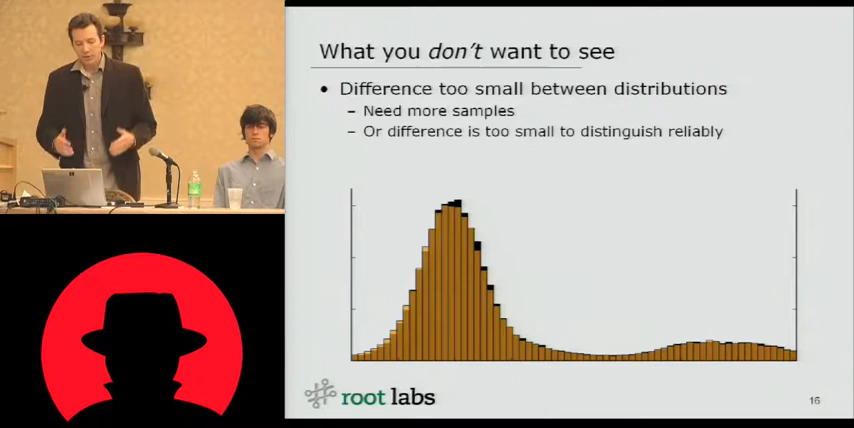 What you don't want to see
• Difference too small between distributions
– Need more samples
– Or difference is too small to distinguish reliably
root labs
16